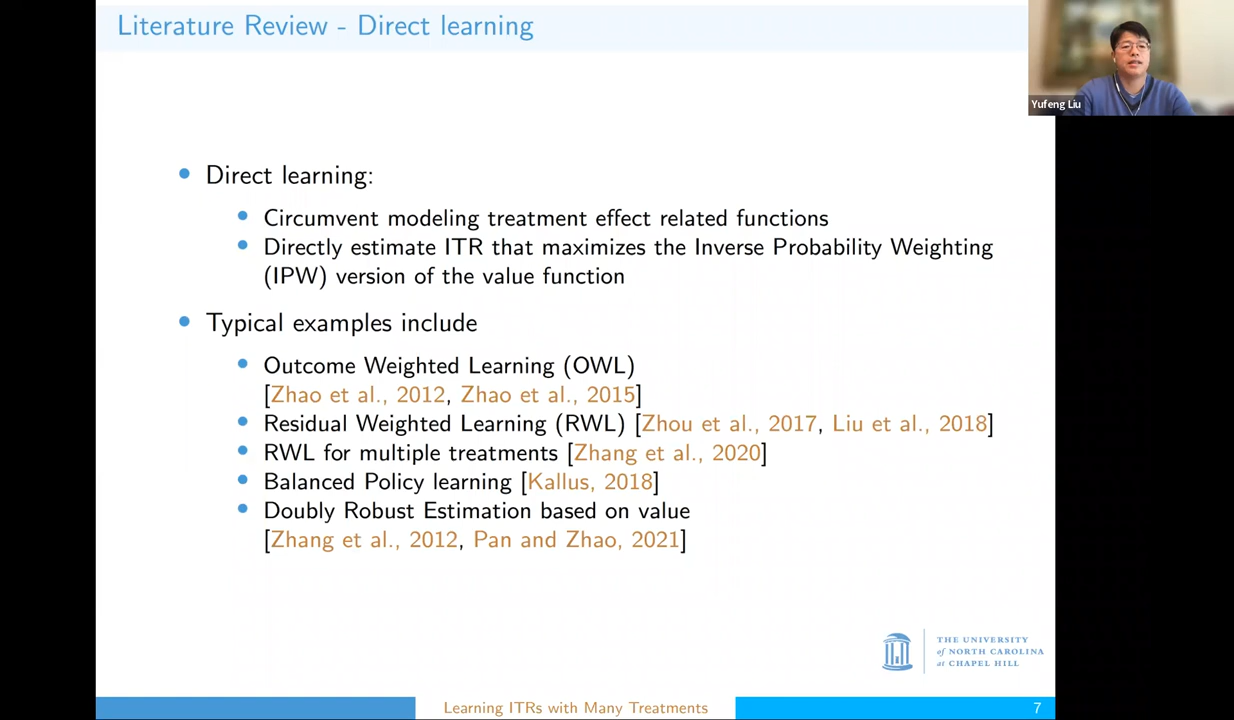 Literature Review - Direct learning
Yufeng Liu
Direct learning:
Circumvent modeling treatment effect related functions
Directly estimate ITR that maximizes the Inverse Probability Weighting
(IPW) version of the value function
Typical examples include
Outcome Weighted Learning (OWL)
[Zhao et al., 2012, Zhao et al., 2015]
Residual Weighted Learning (RWL) [Zhou et al., 2017, Liu et al., 2018]
RWL for multiple treatments [Zhang et al., 2020]
Balanced Policy learning [Kallus, 2018]
Doubly Robust Estimation based on value
[Zhang et al., 2012, Pan and Zhao, 2021]
THE UNIVERSITY
of NORTH CAROLINA
at CHAPEL HILL
Learning ITRs with Many Treatments
7